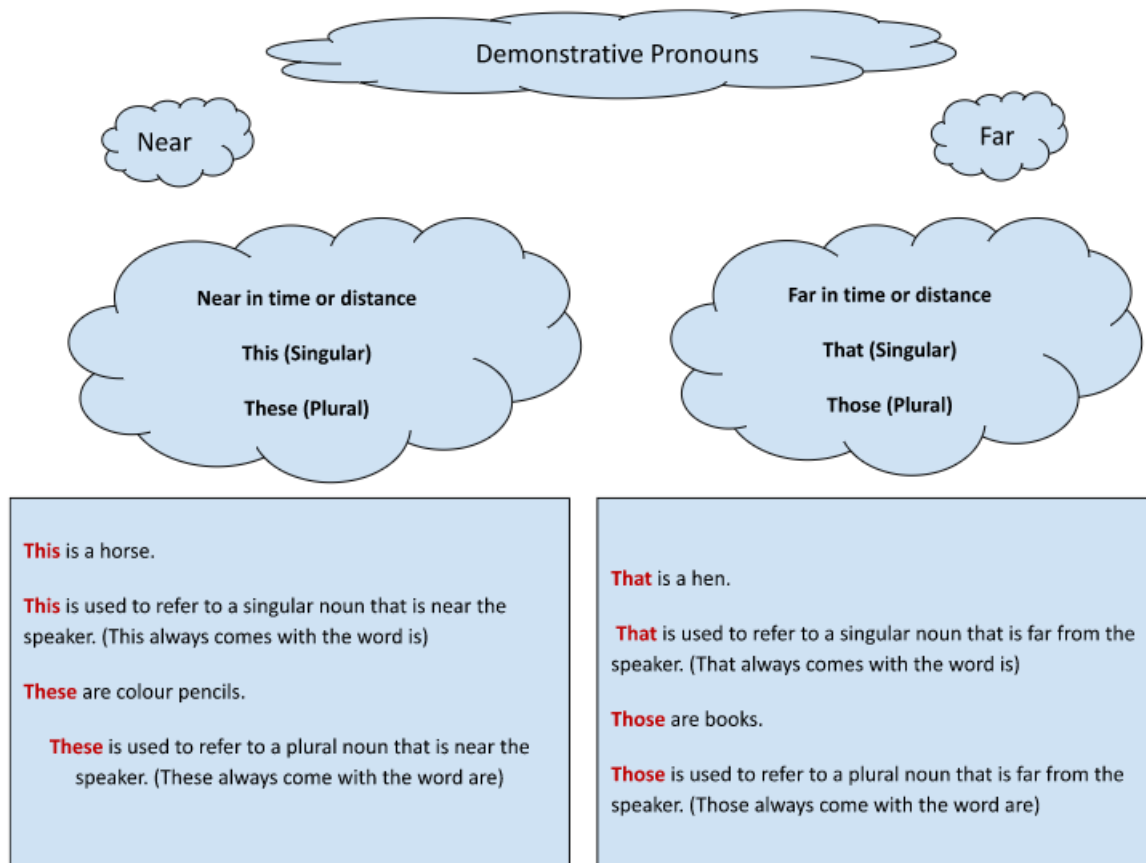 Demonstrative Pronouns
Near
Far
Near in time or distance
This (Singular)
These (Plural)
Far in time or distance
That (Singular)
Those (Plural)
This is a horse.
This is used to refer to a singular noun that is near the
speaker. (This always comes with the word is)
These are colour pencils.
These is used to refer to a plural noun that is near the
speaker. (These always come with the word are)
That is a hen.
That is used to refer to a singular noun that is far from the
speaker. (That always comes with the word is)
Those are books.
Those is used to refer to a plural noun that is far from the
speaker. (Those always come with the word are)